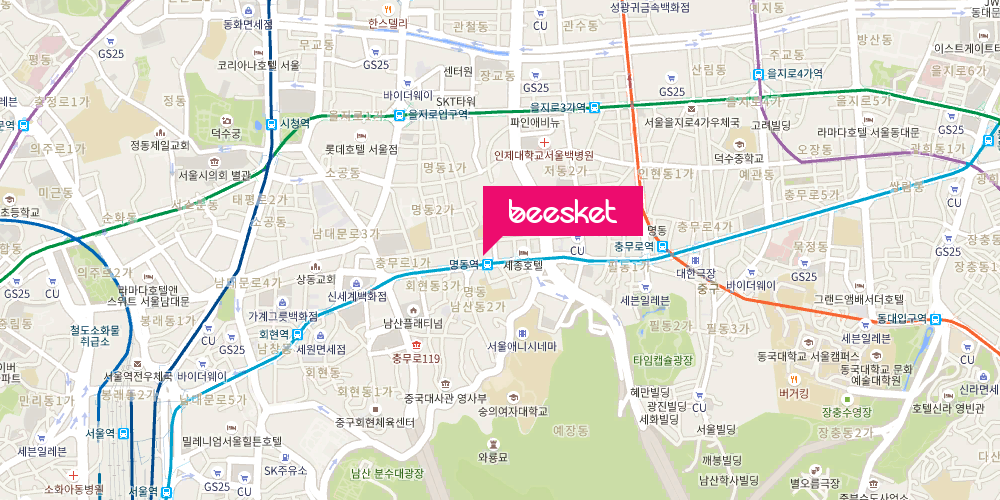 동화면세점
한스델리
관철동
CU
관수동
성광귀금속백화점
JW
동대문
무교동
코리아나호텔 서울
GS25
센터원
장교동
GS25
산림동
주교동
방산동
이스트게이트
을지로6가
GS25
평동
GS25
바이더웨이
SKT타워
을지로4가역
을지로3가역
을지로4가
을지로5가
충정로1가
정동
덕수궁
시청역
을지로1가
을지로입구역
파인애비뉴
서울을지로4가우체국
고려빌딩
라마다호텔 서울동대문
CU
정동제일교회
롯데호텔 서울점
인제대학교서울백병원
덕수중학교
오장동
광희동1가
의주로1가
서울시의회 별관
소공동
명동1가
저동2가
인현동1가
예관동
미근동
태평로2가
충무로5가
쌍림동
초등학교
순화동
서소문동
소공동
명동2가
beesket
남대문로3가
충무로4가
명동
충무로역
CU
묵정동
GS25
GS25
의주로2가
상동교회
충무로1가
명동역
세종호텔
필동1가
대한극장
바이더웨이
장충동1가
라마다호텔앤
스위트 서울남대문
남대문로4가
신세계백화점
회현동3가
명동
남산동2가
세븐일레븐
중구
그랜드앰배서더호텔
GS25
봉래동1가
가계그릇백화점
남산플래티넘
필동2가
필동3가
동대입구역
중림동
철도소화물
취급소
CU
회현역
세원면세점
서울애니시네마
세븐일레븐
동국대학교 서울캠퍼스
GS25
남창동
충무로119
타임캡슐광장
동국대학교 문화
예술대학원
서울역전우체국
바이더웨이
회현동
신라면세
만리동1가
봉래동2가
남대문로5가
회현동1가
중국대사관 영사부
숭의여자대학교
혜만빌딩
광진빌딩
세화빌딩
CU
버거킹
장충수영장
호텔신라 영빈관
서울역
밀레니엄서울힐튼호텔
중구회현체육센터
예장동
서울빌딩
장충동2가
세븐일레븐
CU
SK주유소
남산 분수대광장
와룡묘
깨봉빌딩
남산학사빌딩
별오름극장
CU
소화아동병원
서울역
중부수도사업소